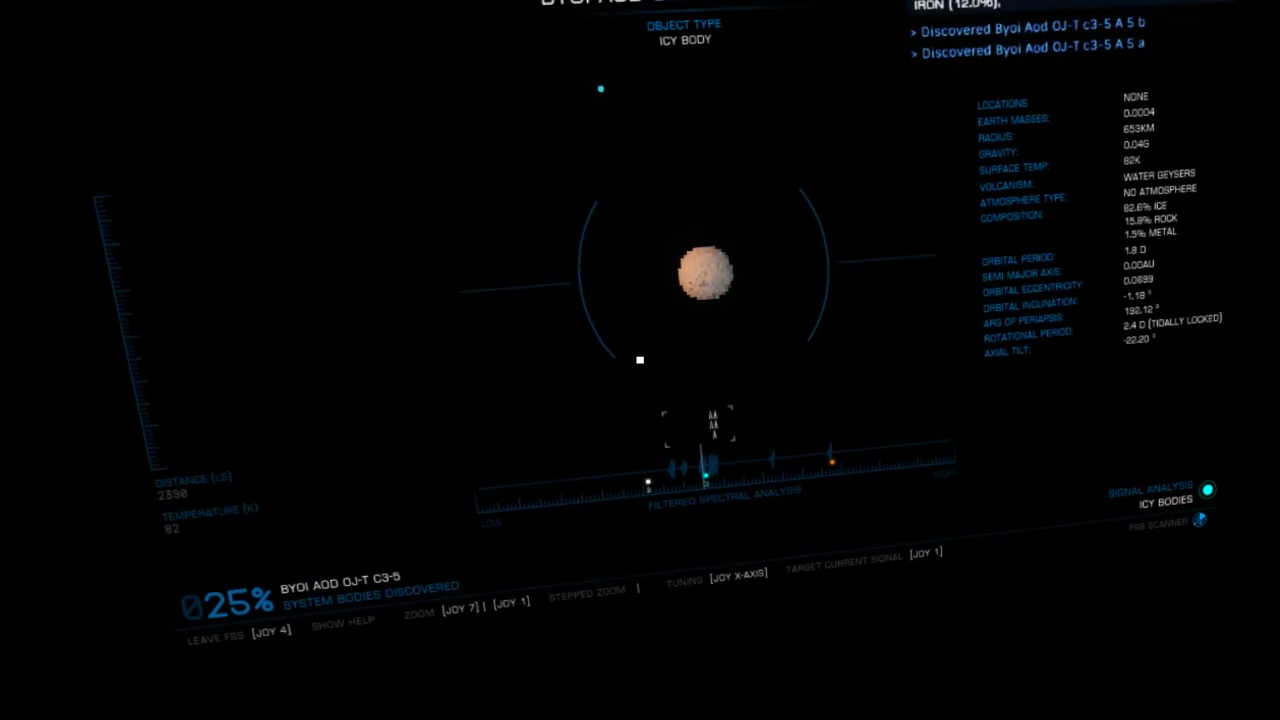 OBJECT TYPE
ICY BODY
IRON (12.0%),
> Discovered Byoi Aod OJ-T c3-5 A 5 b
> Discovered Byoi Aod OJ-T c3-5 A 5 a
LOCATIONS NONE
EARTH MASSES: 0.0004
RADIUS: 653KM
GRAVITY: 0.04G
SURFACE TEMP: 82K
VOLCANISM: WATER GEYSERS
ATMOSPHERE TYPE: NO ATMOSPHERE
COMPOSITION: 82.6% ICE
15.8% ROCK
1.5% METAL
ORBITAL PERIOD: 1.8 D
SEMI MAJOR AXIS: 0.00AU
ORBITAL ECCENTRICITY: 0.0699
ORBITAL INCLINATION: -1.18 °
ARG OF PERIAPSIS: 192.12 °
ROTATIONAL PERIOD: 2.4 D (TIDALLY LOCKED)
AXIAL TILT: -22.20 °
DISTANCE (LS)
2390
TEMPERATURE (K)
82
LOW
FILTERED SPECTRAL ANALYSIS
HIGH
SIGNAL ANALYSIS
ICY BODIES
FSS SCANNER
025%
BYOI AOD OJ-T C3-5
SYSTEM BODIES DISCOVERED
LEAVE FSS [JOY 4] SHOW HELP ZOOM [JOY 7] | [JOY 1] STEPPED ZOOM | TUNING [JOY X-AXIS] TARGET CURRENT SIGNAL [JOY 1]